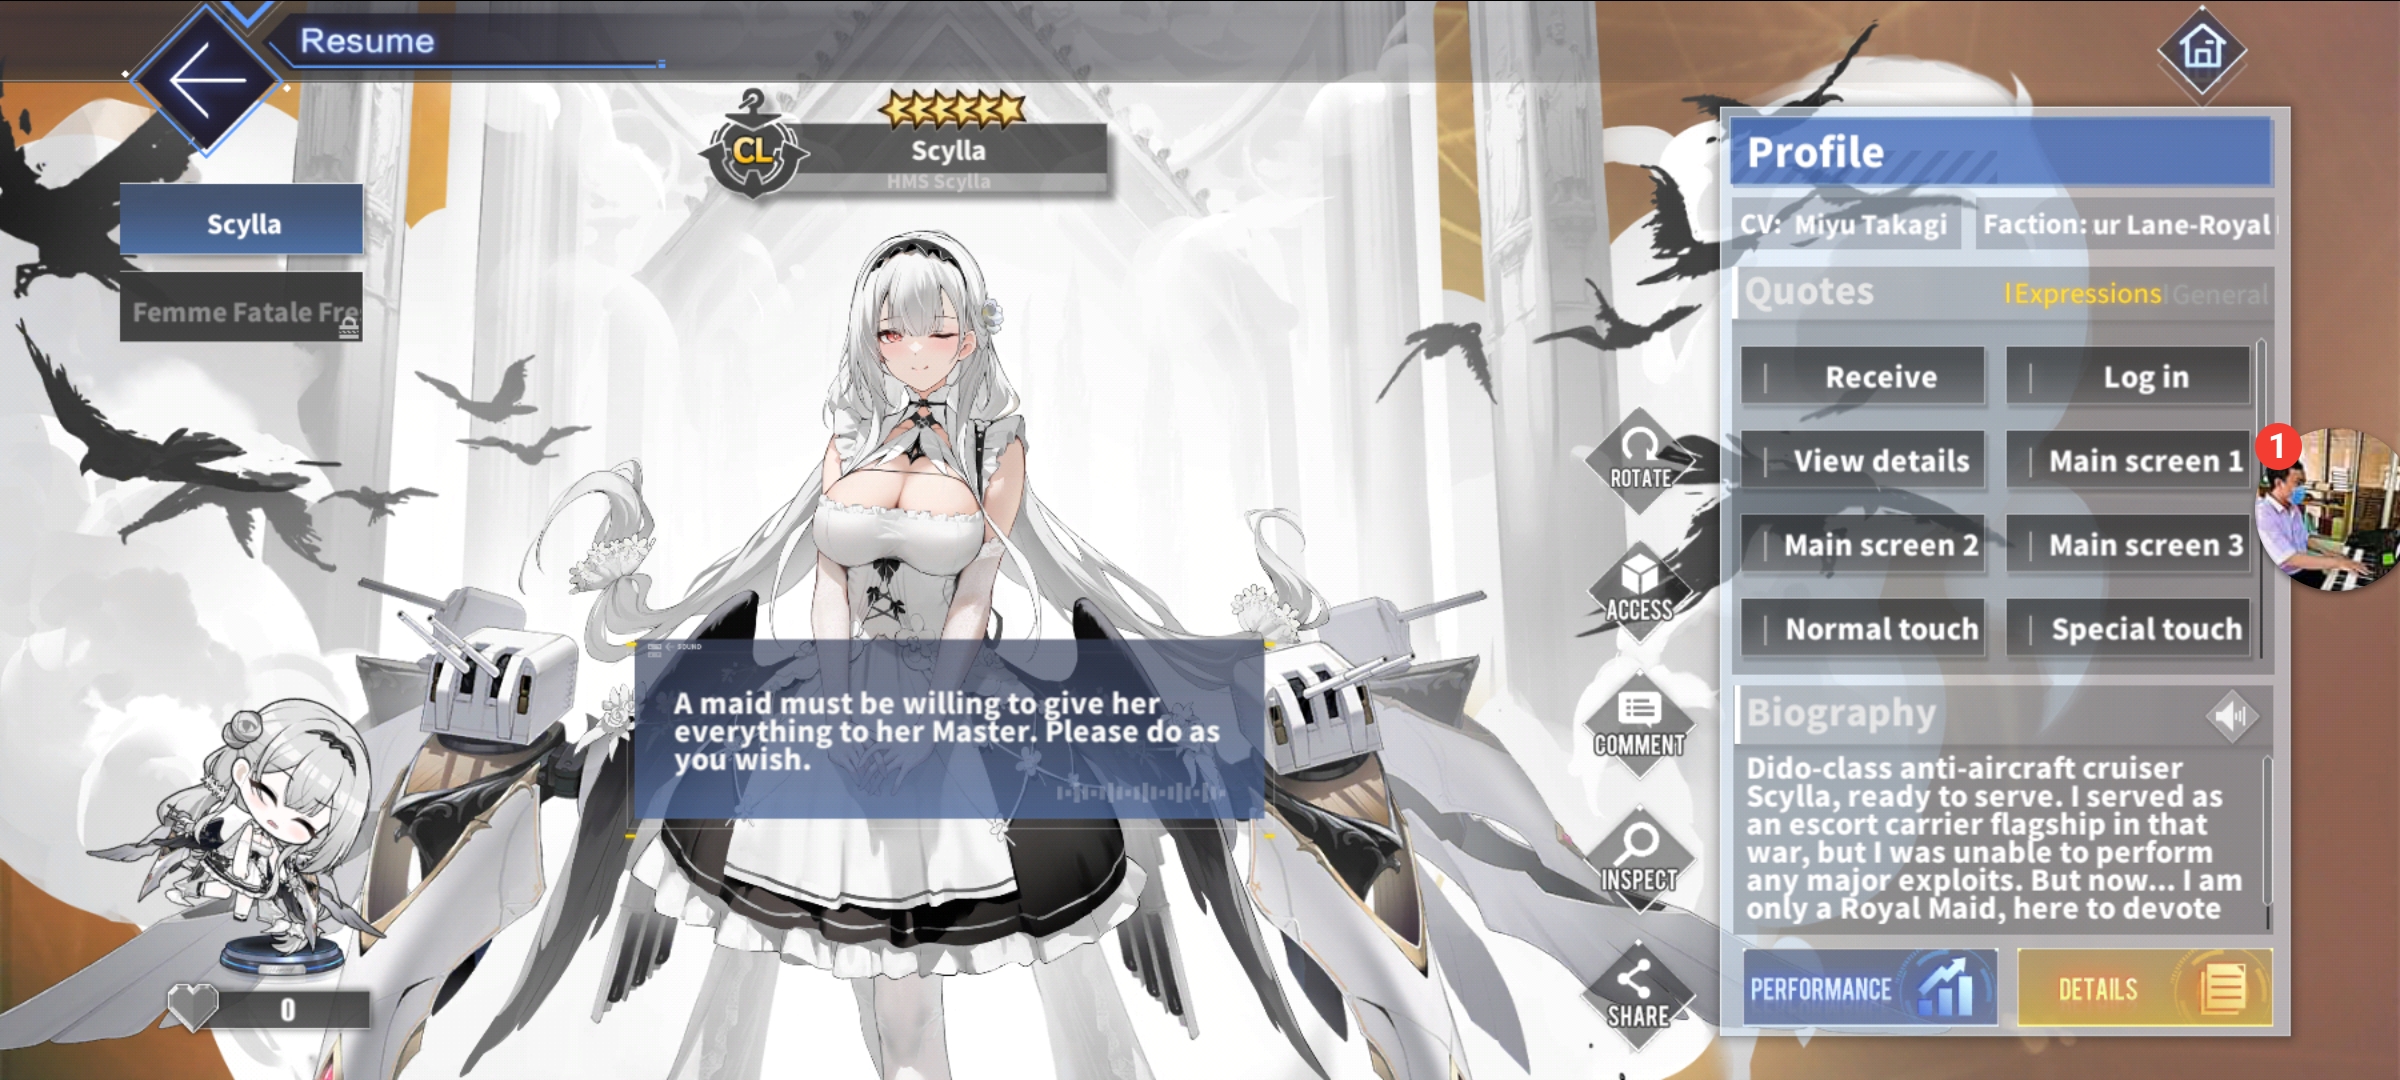 Resume
CL
Scylla
HMS Scylla
Scylla
Femme Fatale Fre
0
SOUND
A maid must be willing to give her
everything to her Master. Please do as
you wish.
ROTATE
ACCESS
COMMENT
INSPECT
SHARE
Profile
CV: Miyu Takagi
Faction: ur Lane-Royal
Quotes
Expressions
General
Receive
Log in
View details
Main screen 1
Main screen 2
Main screen 3
Normal touch
Special touch
1
Biography
Dido-class anti-aircraft cruiser
Scylla, ready to serve. I served as
an escort carrier flagship in that
war, but I was unable to perform
any major exploits. But now... I am
only a Royal Maid, here to devote
PERFORMANCE
DETAILS